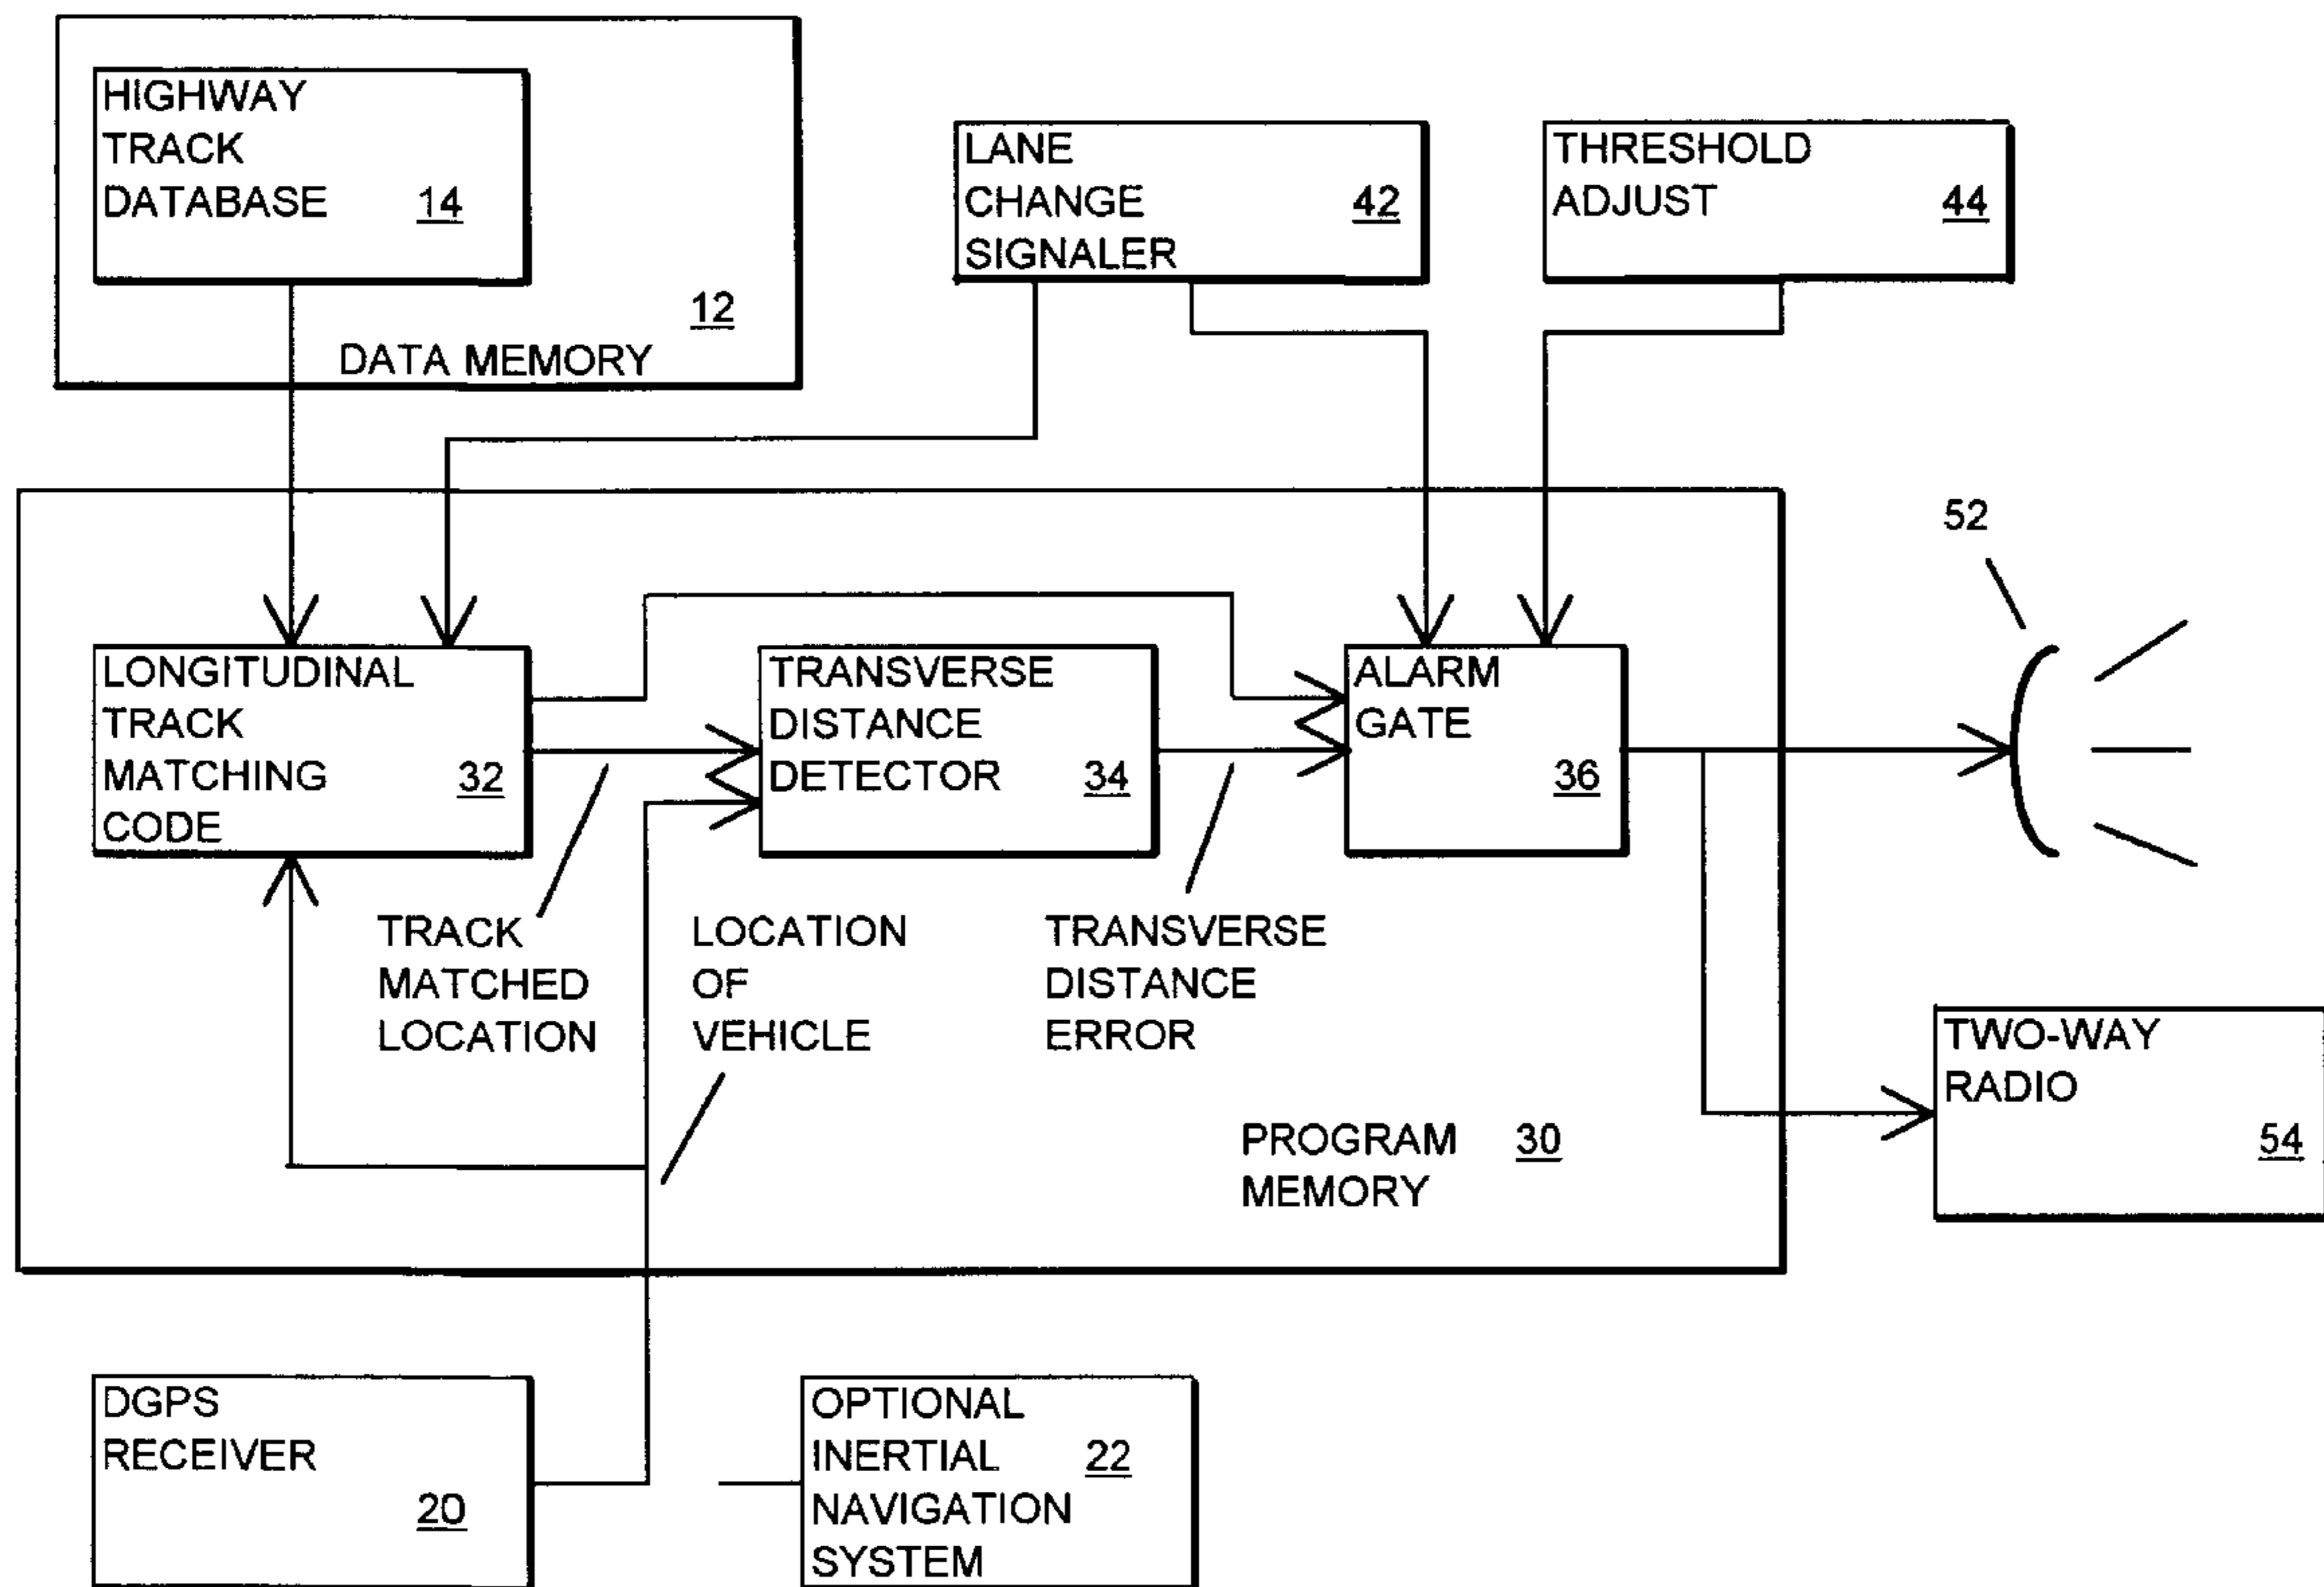 HIGHWAY
TRACK
DATABASE 14
12
DATA MEMORY
LANE
CHANGE 42
SIGNALER
THRESHOLD
ADJUST 44
52
LONGITUDINAL
TRACK
MATCHING 32
CODE
TRANSVERSE
DISTANCE
DETECTOR 34
ALARM
GATE
36
TRACK
MATCHED
LOCATION
LOCATION
OF
VEHICLE
TRANSVERSE
DISTANCE
ERROR
PROGRAM 30
MEMORY
TWO-WAY
RADIO
54
DGPS
RECEIVER
20
OPTIONAL
INERTIAL 22
NAVIGATION
SYSTEM